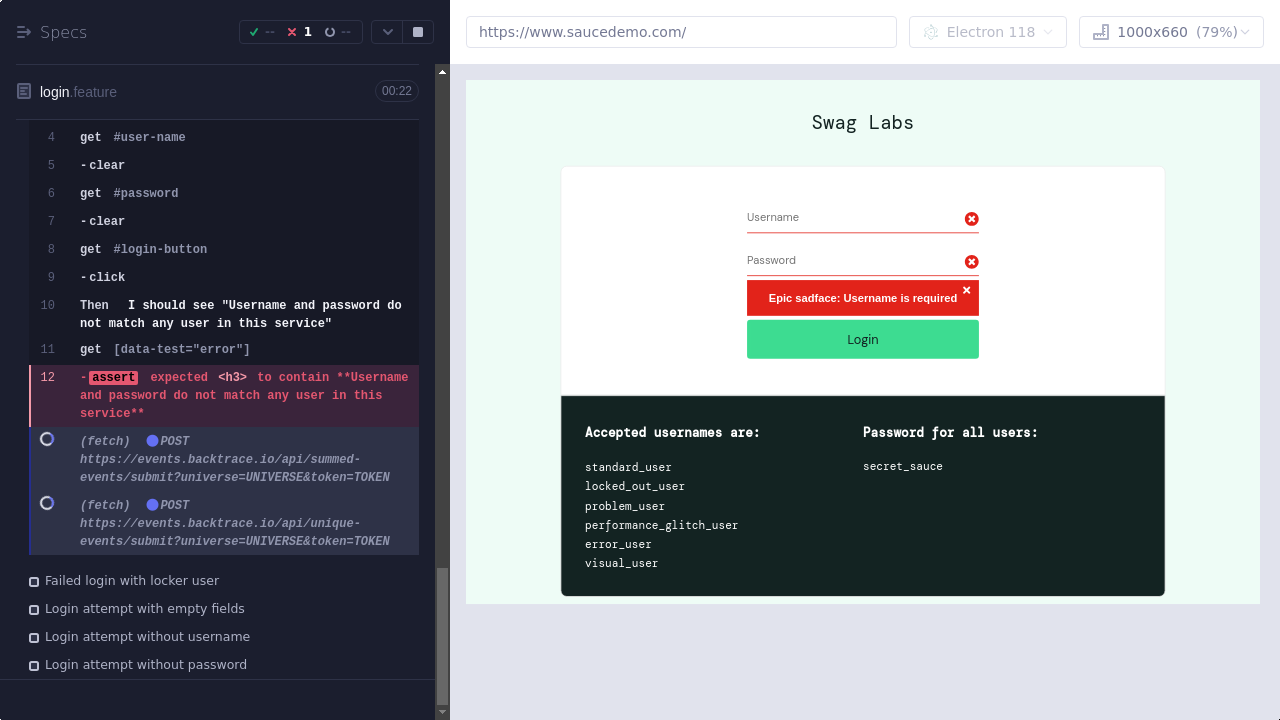 Specs
--
1
--
login.feature
00:22
4 get #user-name
5 -clear
6 get #password
7 -clear
8 get #login-button
9 -click
10 Then I should see "Username and password do
not match any user in this service"
11 get [data-test="error"]
12 -assert expected <h3> to contain **Username
and password do not match any user in this
service**
(fetch) POST
https://events.backtrace.io/api/summed-
events/submit?universe=UNIVERSE&token=TOKEN
(fetch) POST
https://events.backtrace.io/api/unique-
events/submit?universe=UNIVERSE&token=TOKEN
Failed login with locker user
Login attempt with empty fields
Login attempt without username
Login attempt without password
https://www.saucedemo.com/
Electron 118
1000x660 (79%)
Swag Labs
Username
Password
Epic sadface: Username is required
Login
Accepted usernames are:
standard_user
locked_out_user
problem_user
performance_glitch_user
error_user
visual_user
Password for all users:
secret_sauce